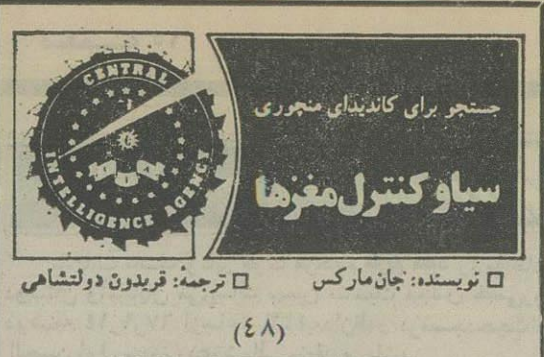 CENTRAL
INTELLIGENCE AGENCY
جستجو برای کاندیدای منچوری
سیا و کنترل مغزها
□ نویسنده: جان مارکس □ ترجمهٔ: فریدون دولتشاهی
(٤٨)